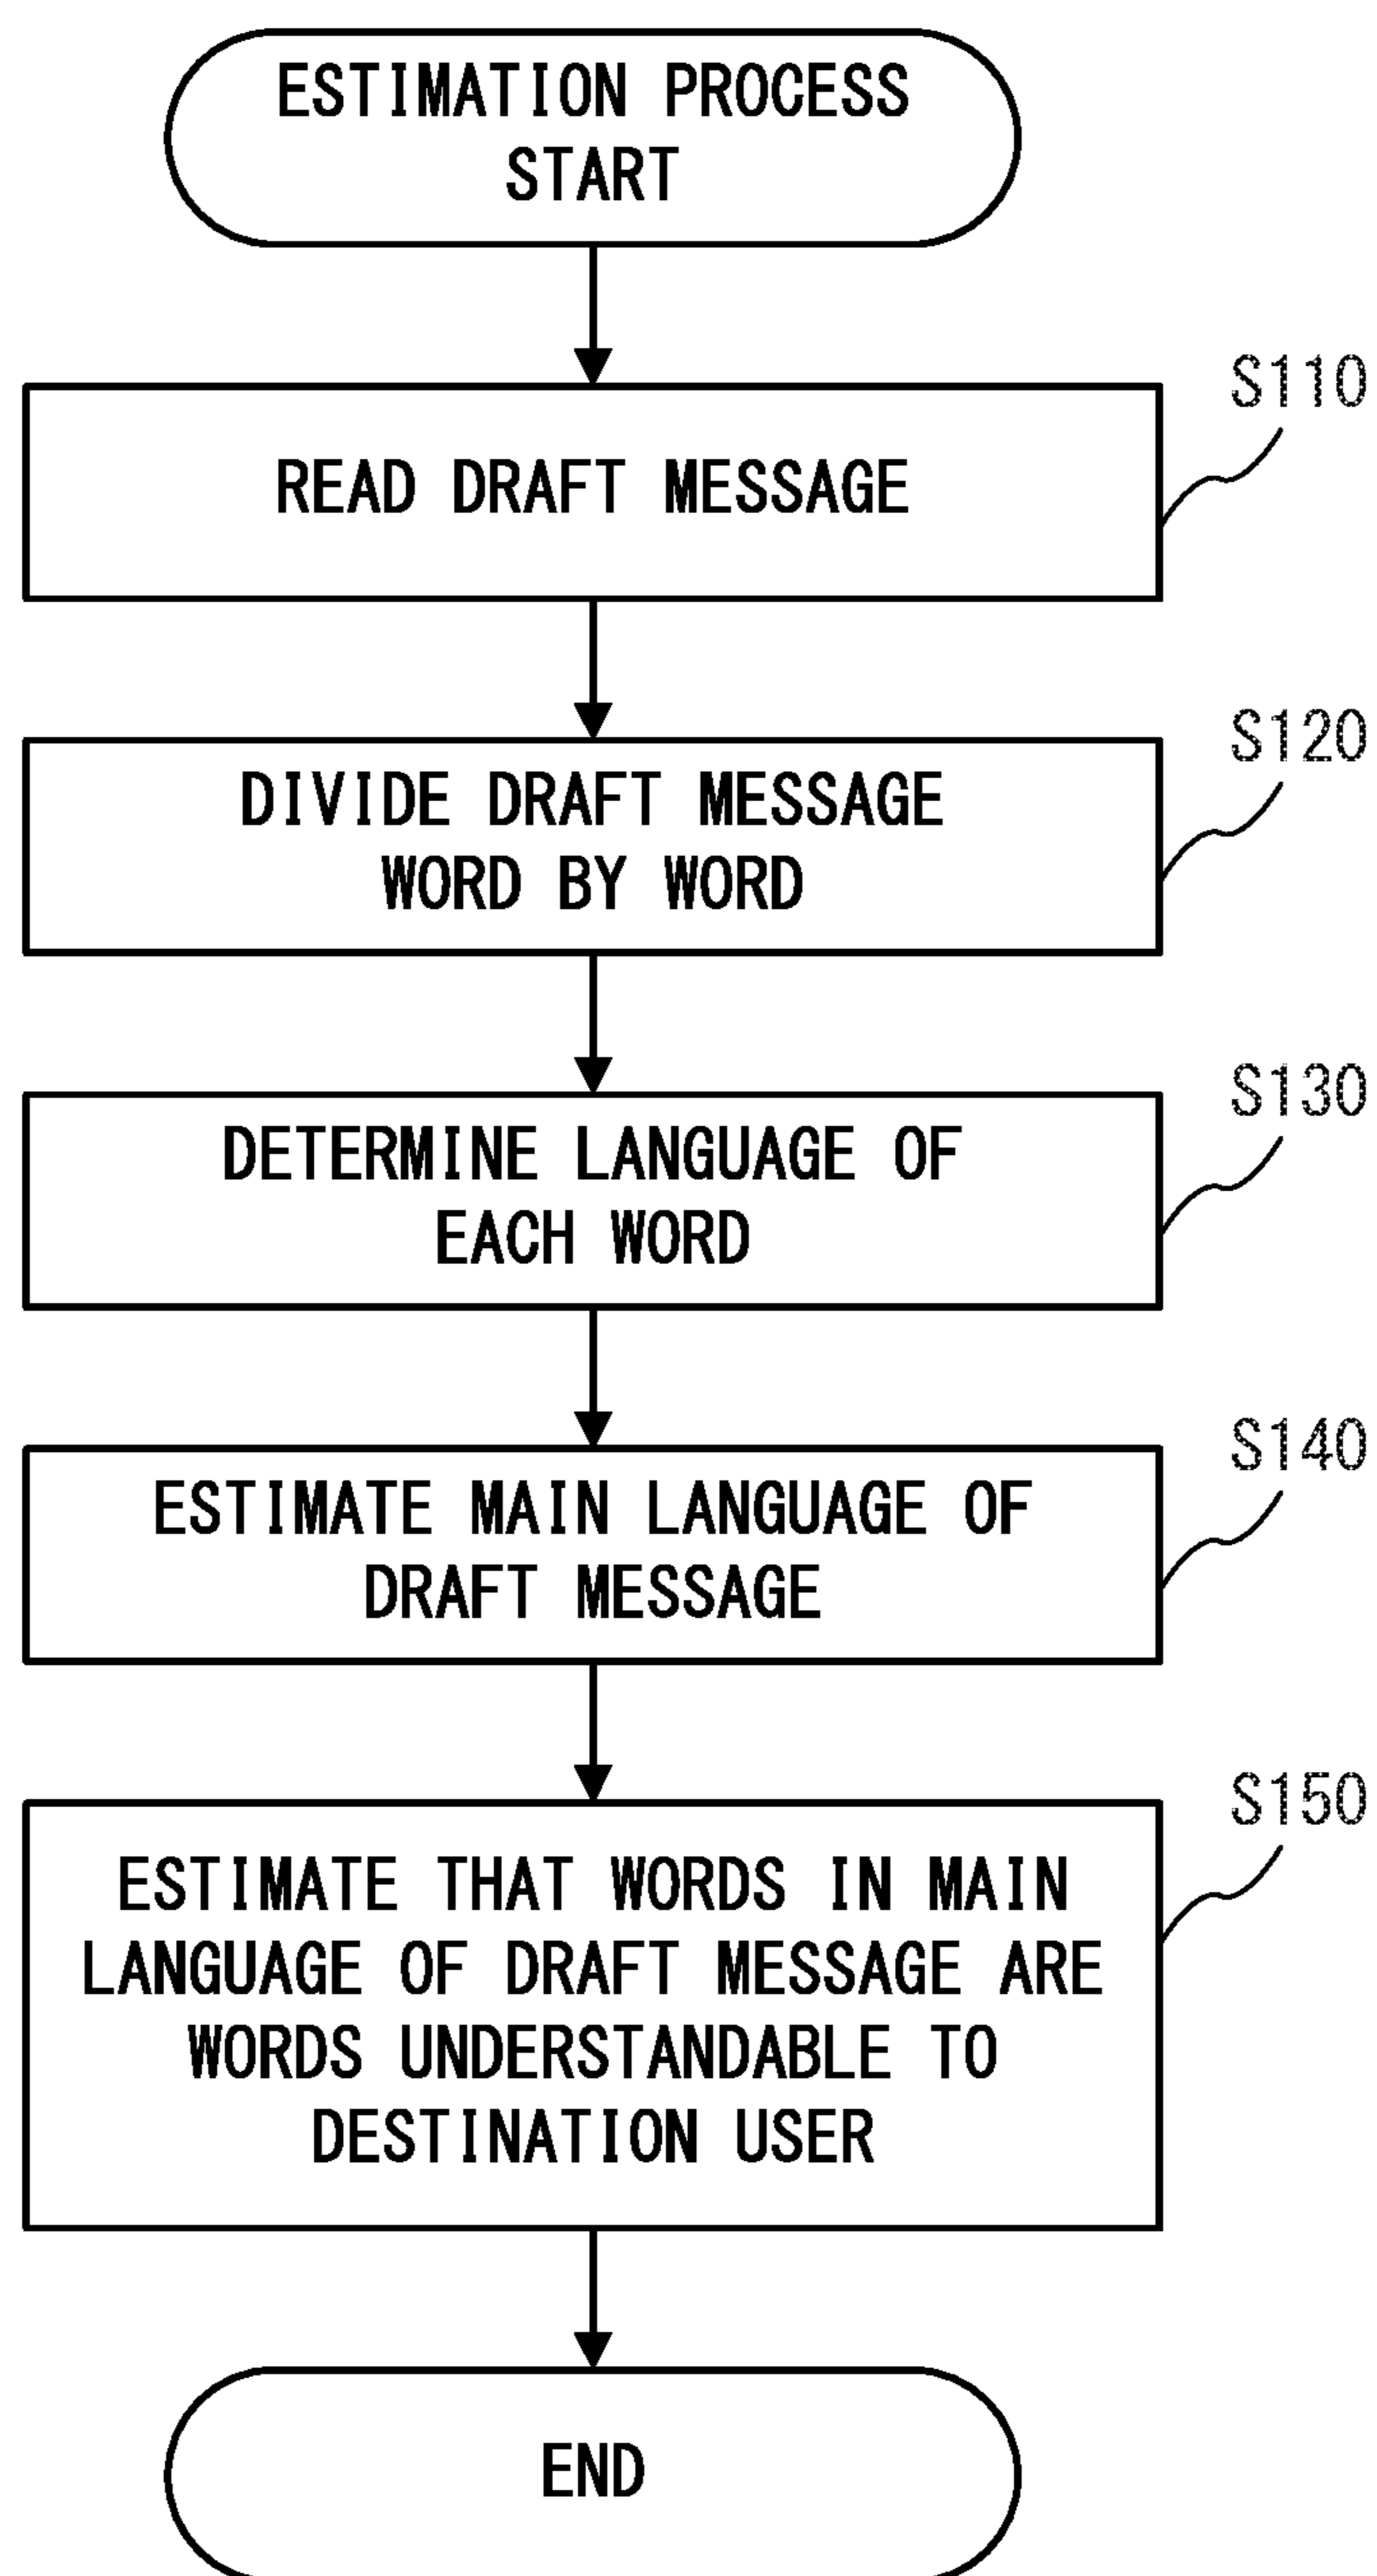 ESTIMATION PROCESS
START
S110
READ DRAFT MESSAGE
S120
DIVIDE DRAFT MESSAGE
WORD BY WORD
S130
DETERMINE LANGUAGE OF
EACH WORD
S140
ESTIMATE MAIN LANGUAGE OF
DRAFT MESSAGE
S150
ESTIMATE THAT WORDS IN MAIN
LANGUAGE OF DRAFT MESSAGE ARE
WORDS UNDERSTANDABLE TO
DESTINATION USER
END